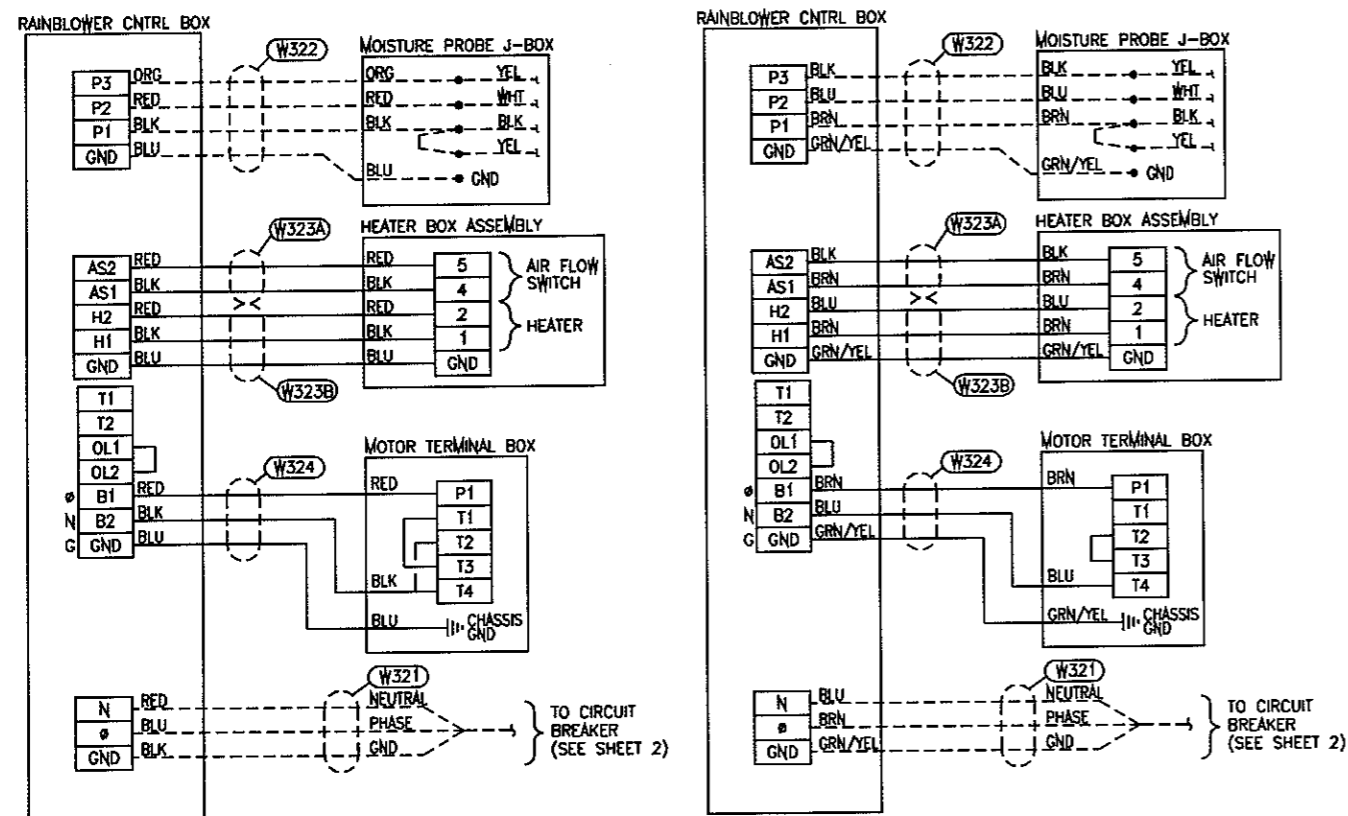 RAINBLOWER CNTRL BOX
W322
MOISTURE PROBE J-BOX
P3 ORG ORG YEL
P2 RED RED WHT
P1 BLK BLK BLK
YEL
GND BLU BLU GND
W323A
HEATER BOX ASSEMBLY
AS2 RED RED 5
AS1 BLK BLK 4
AIR FLOW
SWITCH
H2 RED RED 2
H1 BLK BLK 1
HEATER
GND BLU BLU GND
W323B
T1
T2
OL1
OL2
W324
MOTOR TERMINAL BOX
ø B1 RED RED P1
N B2 BLK
G GND BLU
T1
T2
T3
BLK T4
BLU CHASSIS
GND
W321
N RED NEUTRAL
ø BLU PHASE
GND BLK GND
TO CIRCUIT
BREAKER
(SEE SHEET 2)
RAINBLOWER CNTRL BOX
W322
MOISTURE PROBE J-BOX
P3 BLK BLK YEL
P2 BLU BLU WHT
P1 BRN BRN BLK
YEL
GND GRN/YEL GRN/YEL GND
W323A
HEATER BOX ASSEMBLY
AS2 BLK BLK 5
AS1 BRN BRN 4
AIR FLOW
SWITCH
H2 BLU BLU 2
H1 BRN BRN 1
HEATER
GND GRN/YEL GRN/YEL GND
W323B
T1
T2
OL1
OL2
W324
MOTOR TERMINAL BOX
ø B1 BRN BRN P1
N B2 BLU
G GND GRN/YEL
T1
T2
T3
BLU T4
GRN/YEL CHASSIS
GND
W321
N BLU NEUTRAL
ø BRN PHASE
GND GRN/YEL GND
TO CIRCUIT
BREAKER
(SEE SHEET 2)